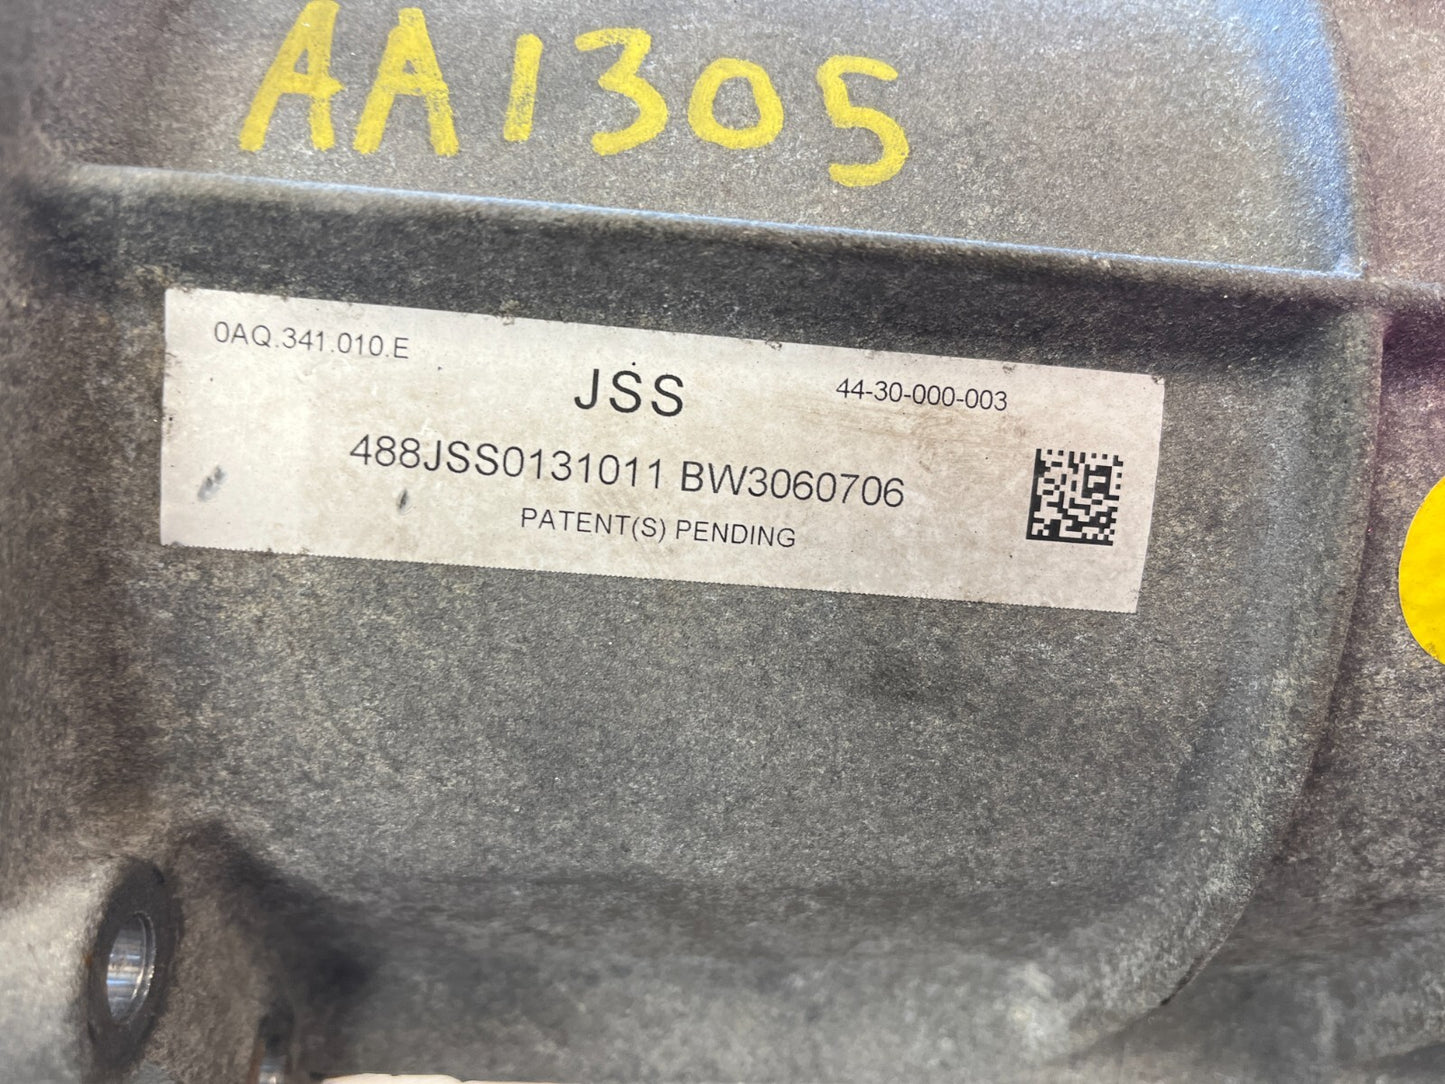 AA1305
0AQ.341.010.E
JSS
44-30-000-003
488JSS0131011 BW3060706
PATENT(S) PENDING